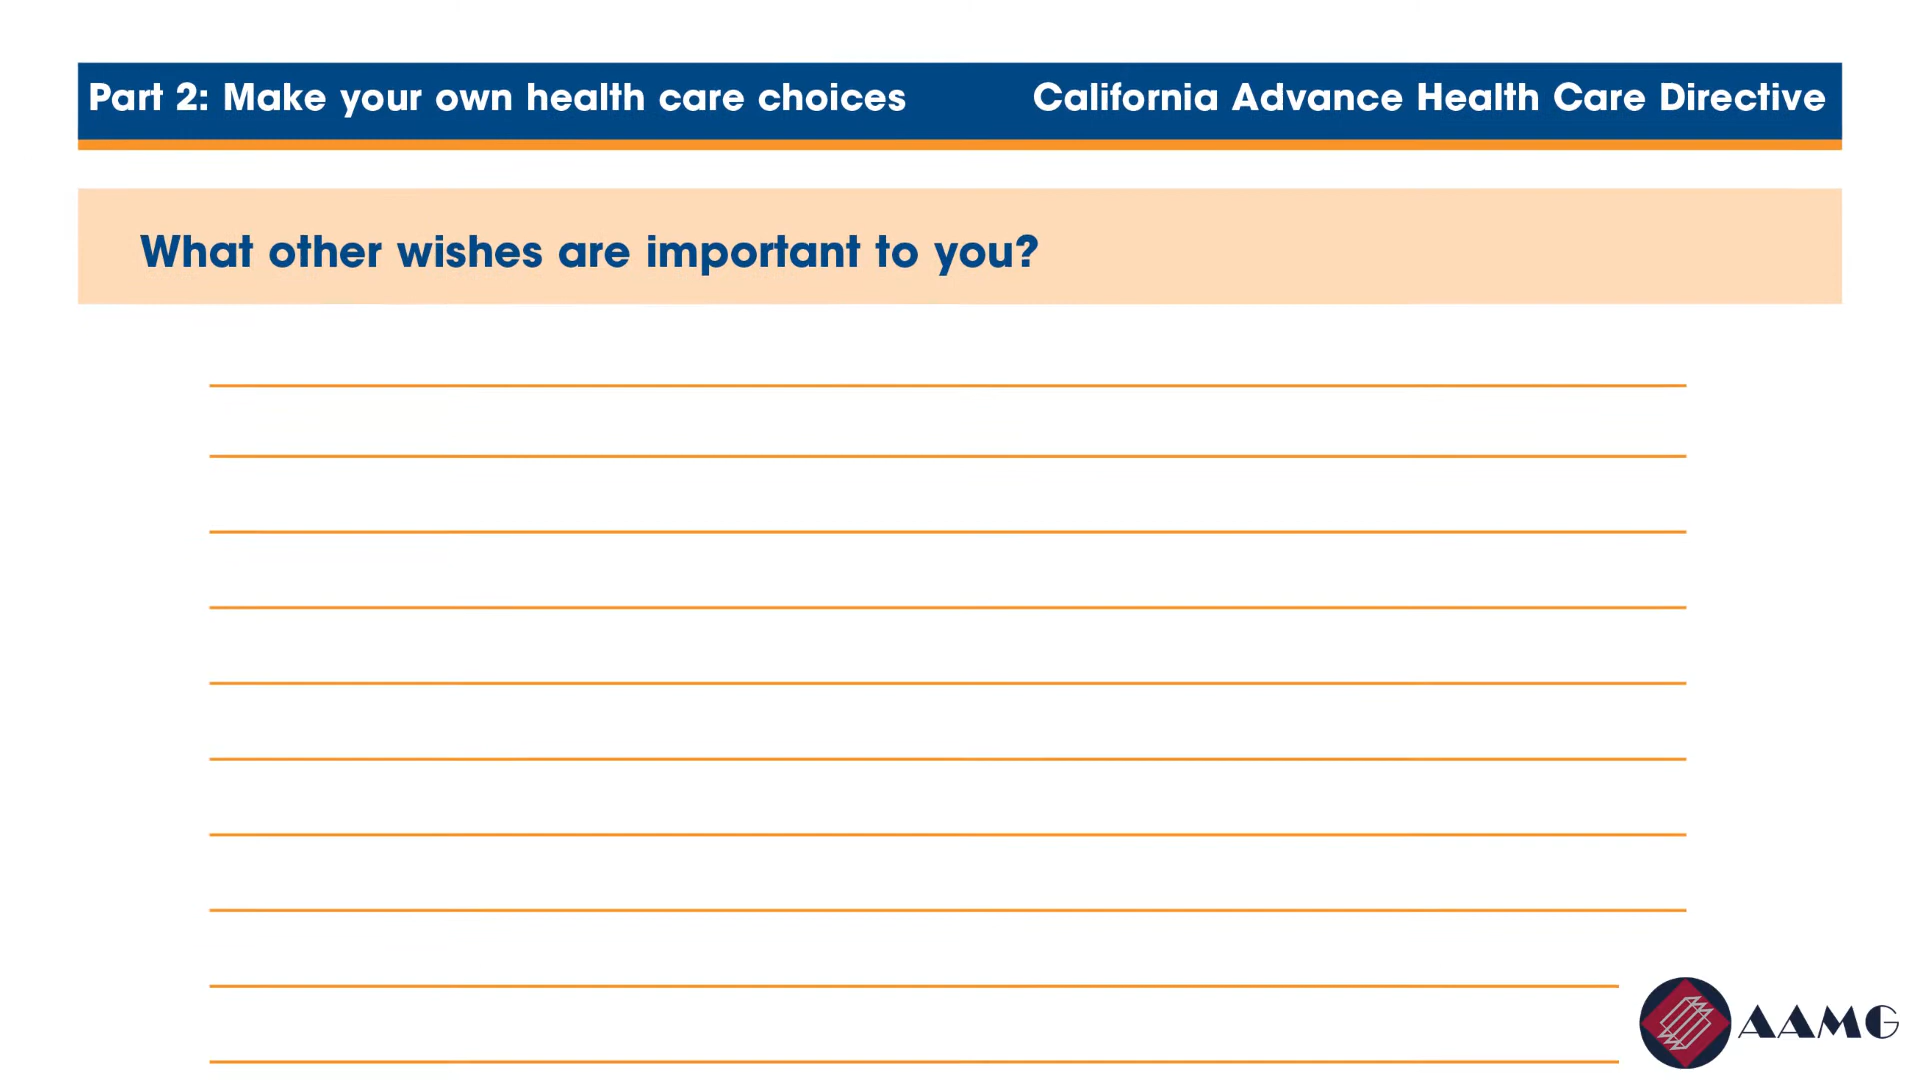 Part 2: Make your own health care choices California Advance Health Care Directive
What other wishes are important to you?
AAMG